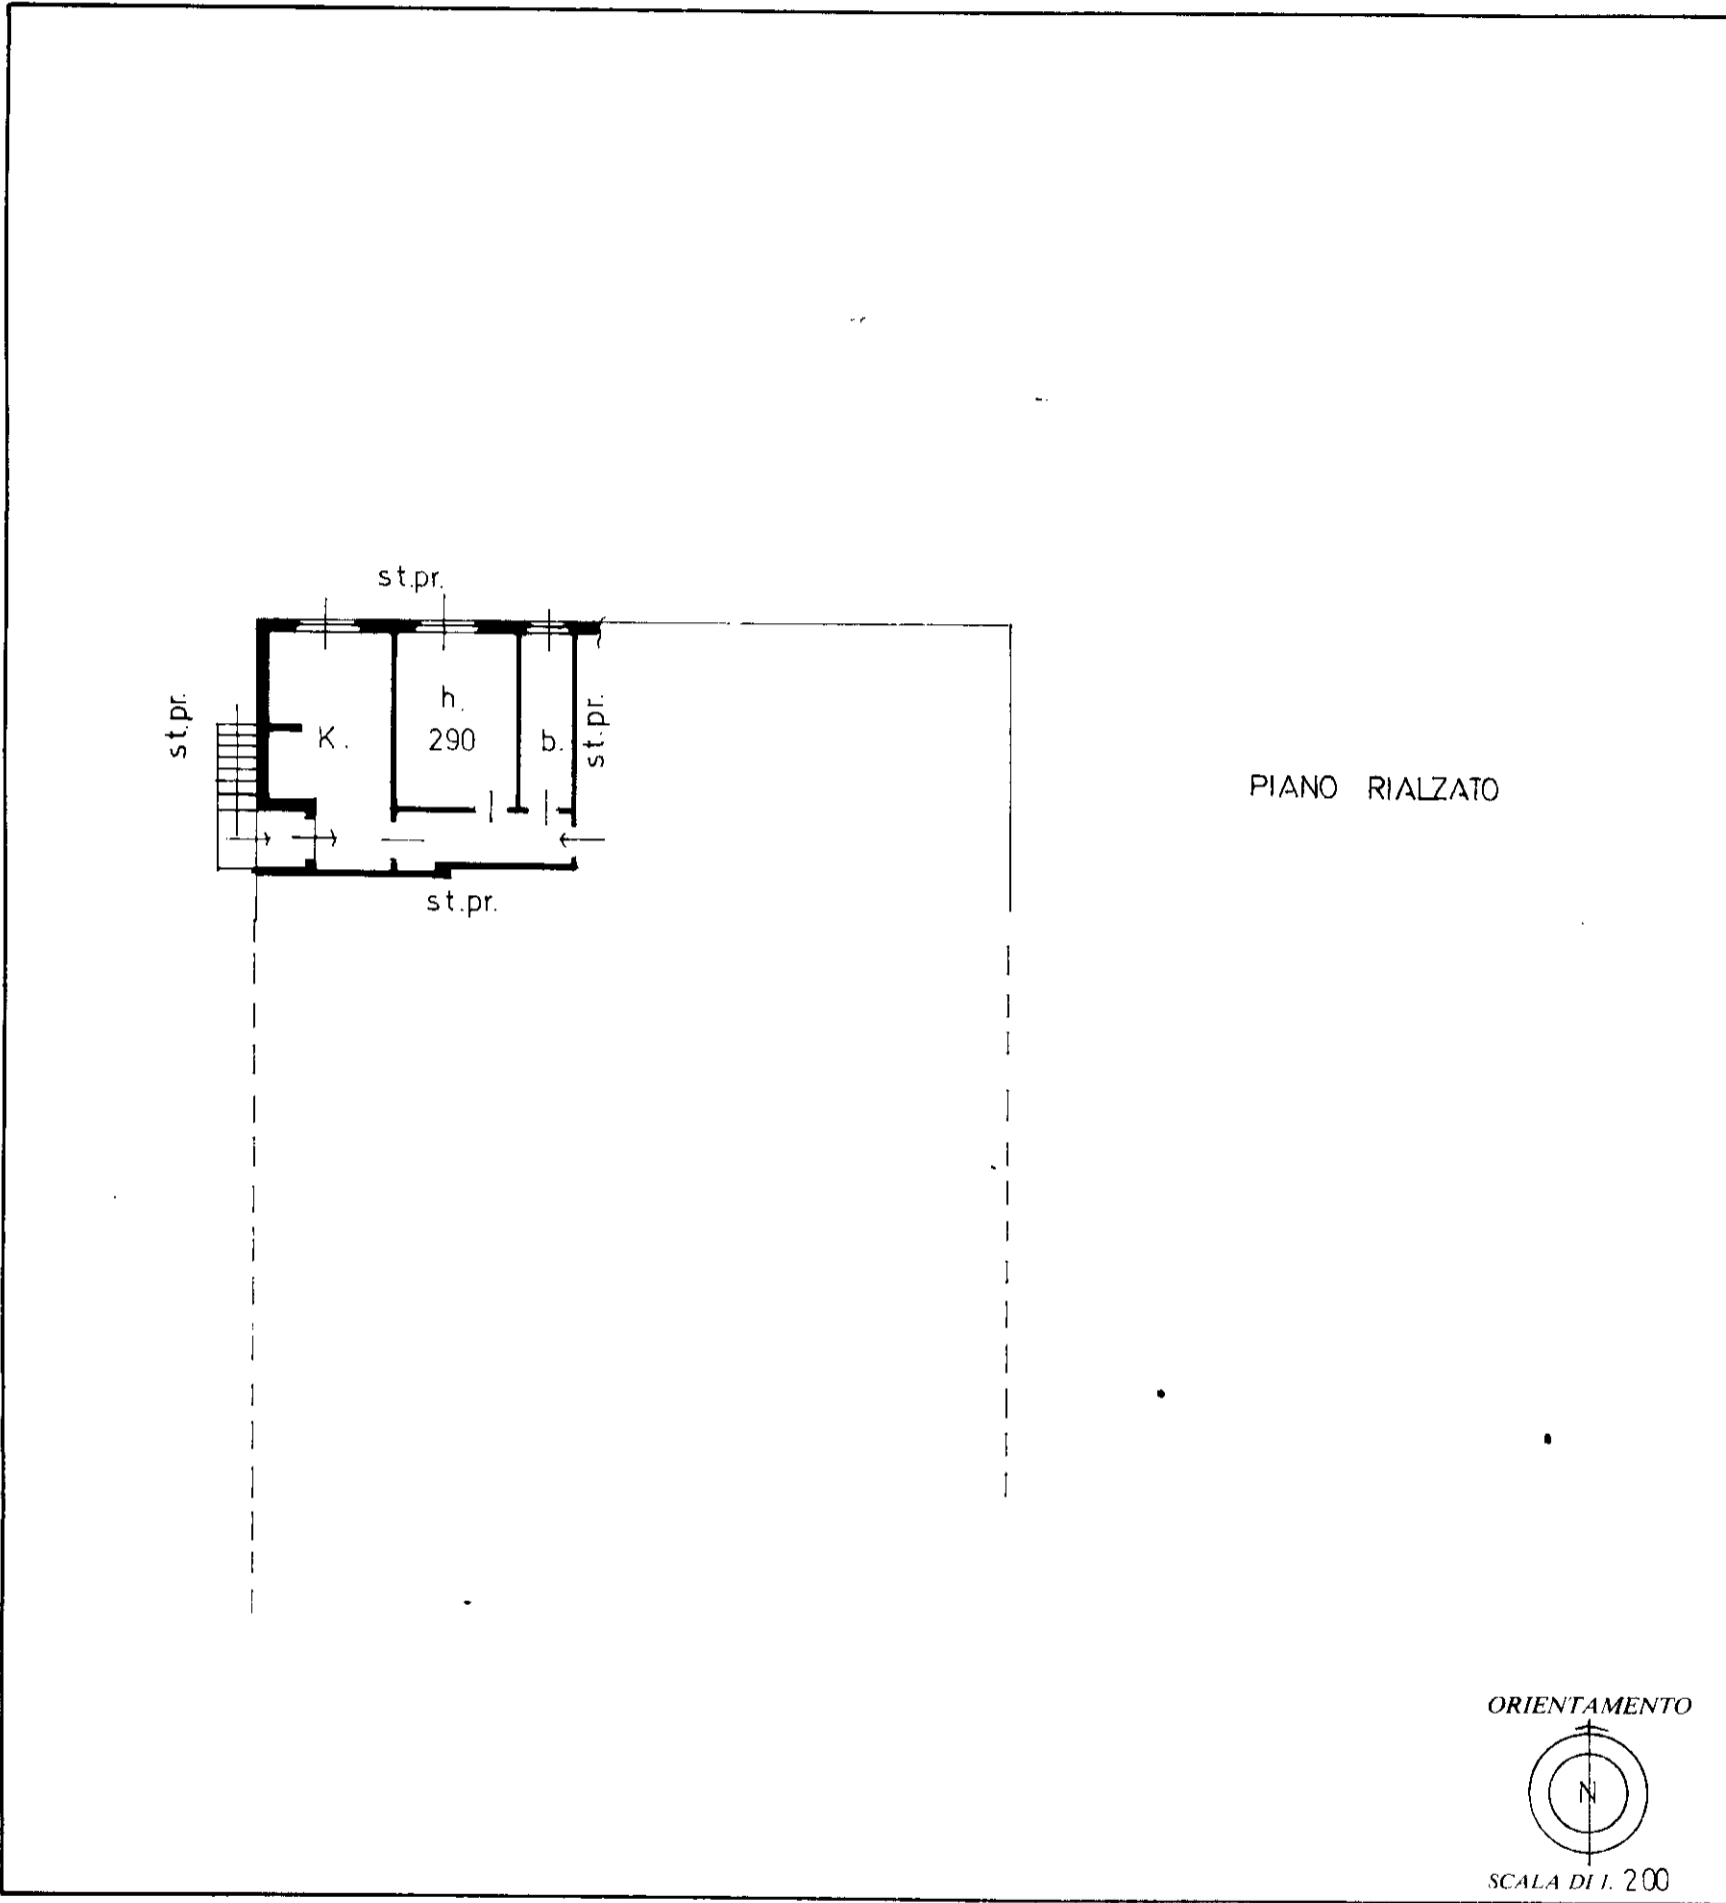 st.pr.
st.pr.
h.
K.
290
b.
st.pr.
PIANO RIALZATO
st.pr.
ORIENTAMENTO
N
SCALA DI 1. 200